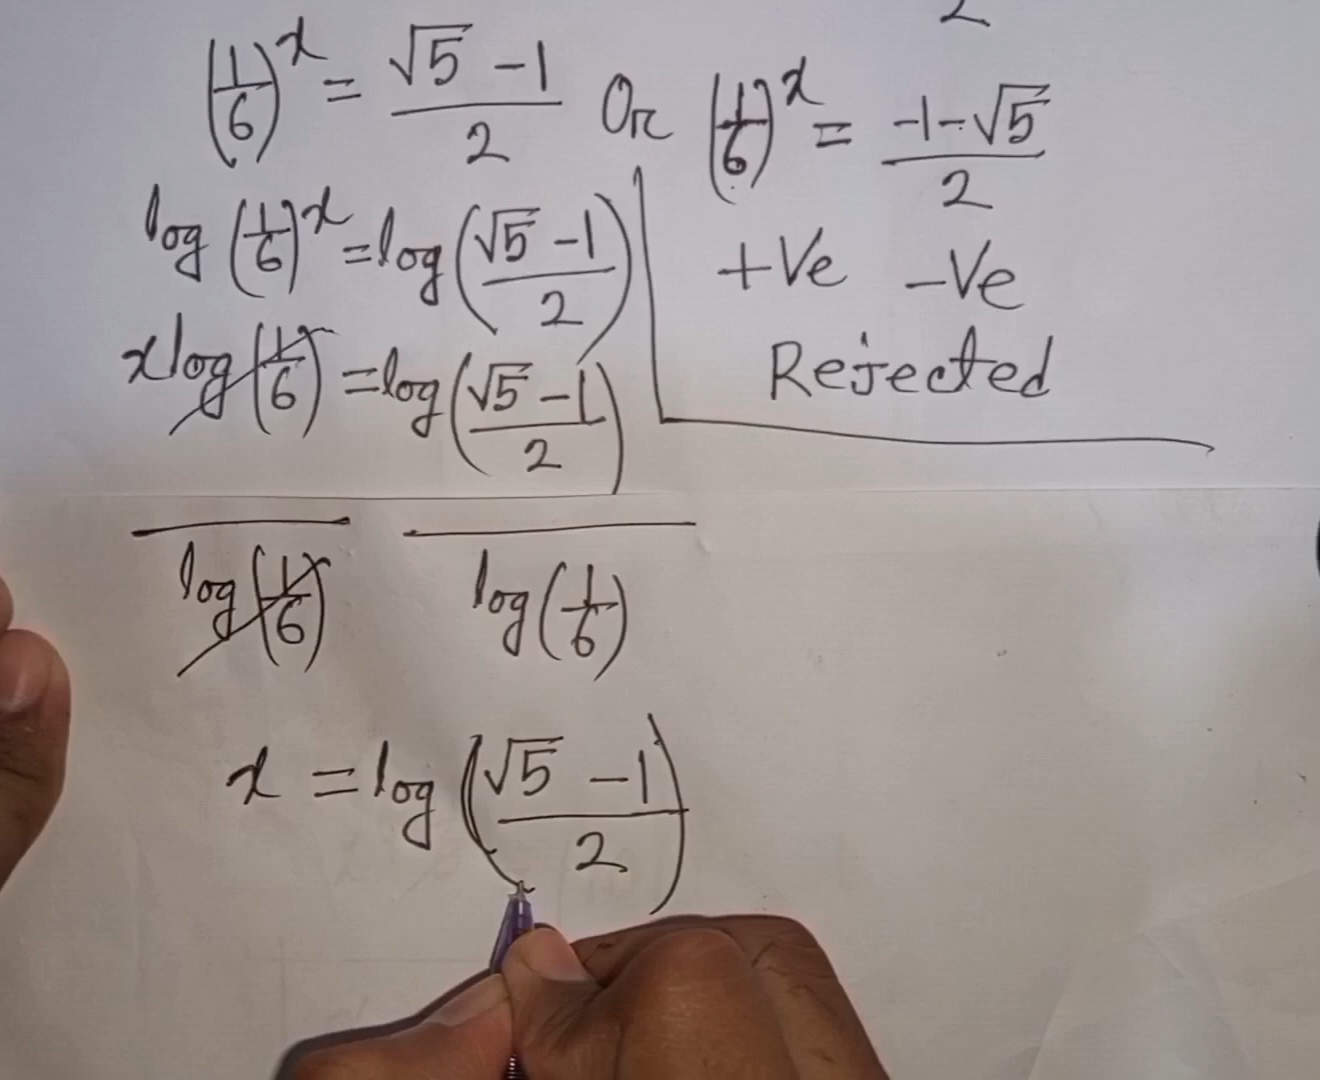 2
(1/6)^x = (√5 - 1)/2 Or (1/6)^x = (-1-√5)/2
log (1/6)^x = log ((√5 - 1)/2) +Ve -Ve
x log (1/6) = log ((√5 - 1)/2) Rejected
log (1/6) log (1/6)
x = log ((√5 - 1)/2)